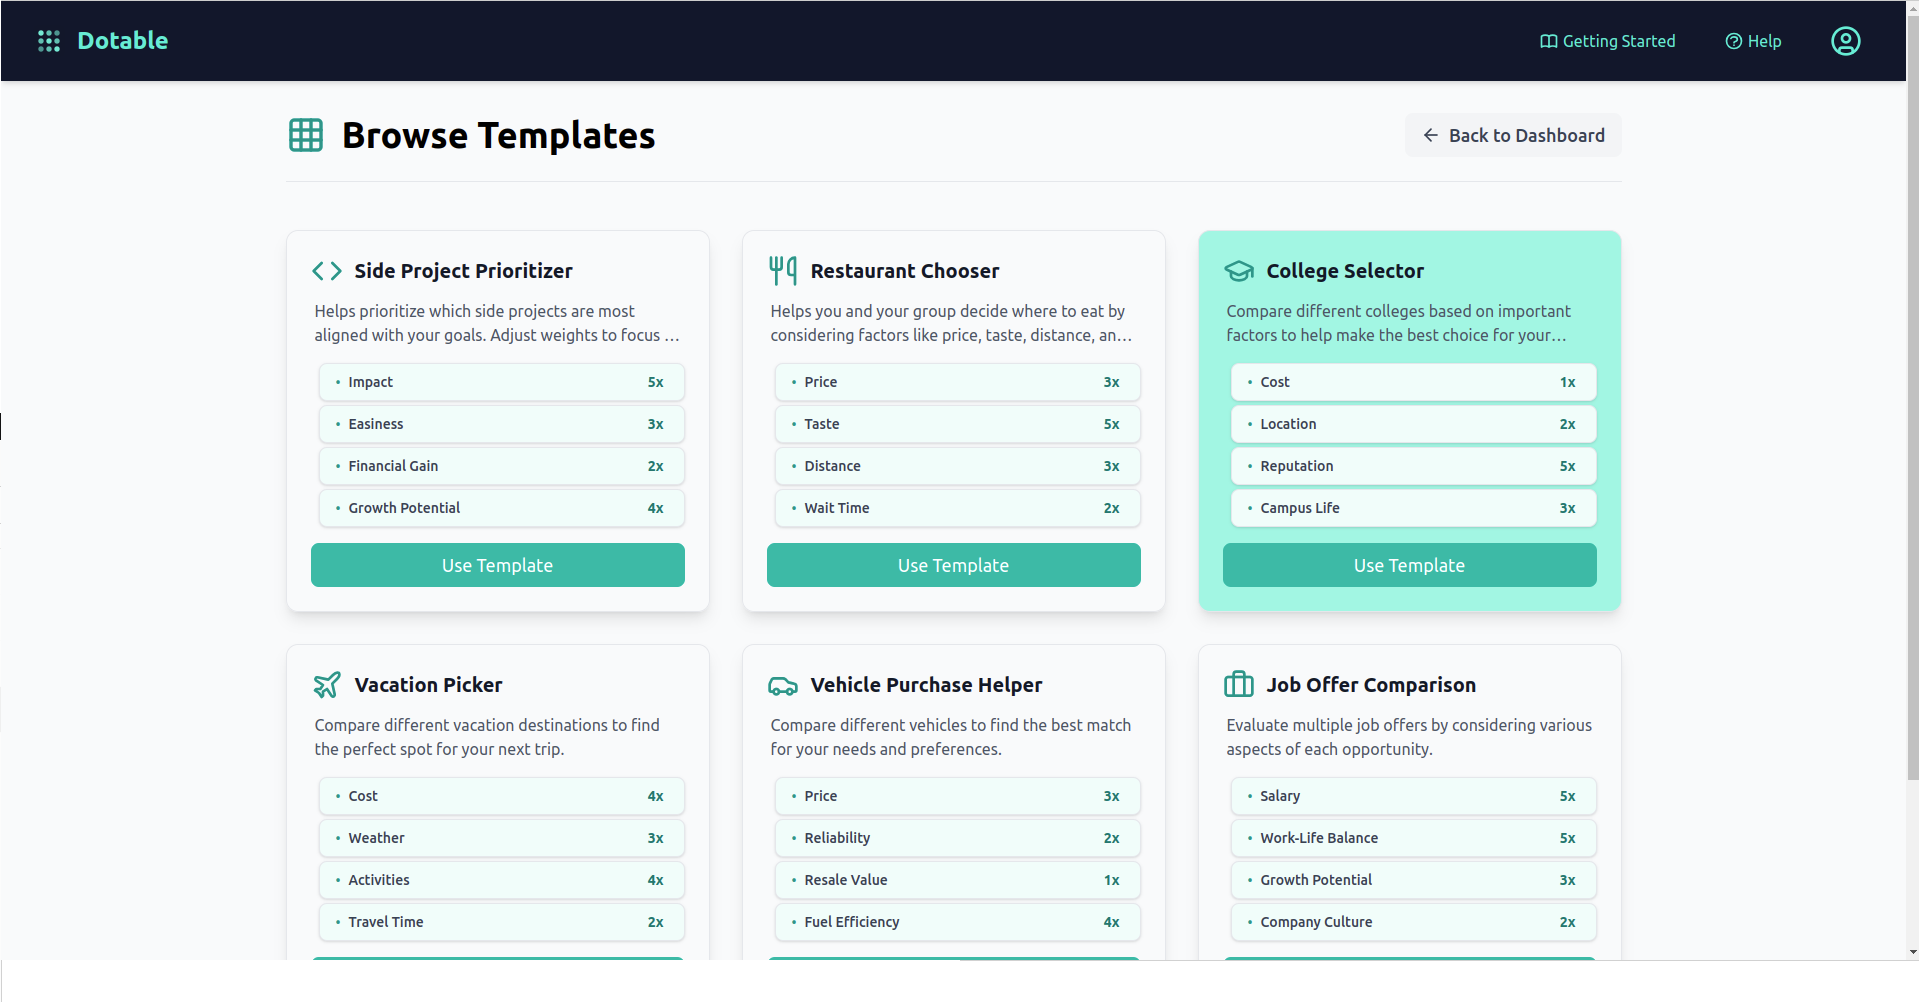 Dotable
Getting Started
Help
Browse Templates
Back to Dashboard
Side Project Prioritizer
Helps prioritize which side projects are most
aligned with your goals. Adjust weights to focus ...
• Impact 5x
• Easiness 3x
• Financial Gain 2x
• Growth Potential 4x
Use Template
Restaurant Chooser
Helps you and your group decide where to eat by
considering factors like price, taste, distance, an...
• Price 3x
• Taste 5x
• Distance 3x
• Wait Time 2x
Use Template
College Selector
Compare different colleges based on important
factors to help make the best choice for your...
• Cost 1x
• Location 2x
• Reputation 5x
• Campus Life 3x
Use Template
Vacation Picker
Compare different vacation destinations to find
the perfect spot for your next trip.
• Cost 4x
• Weather 3x
• Activities 4x
• Travel Time 2x
Vehicle Purchase Helper
Compare different vehicles to find the best match
for your needs and preferences.
• Price 3x
• Reliability 2x
• Resale Value 1x
• Fuel Efficiency 4x
Job Offer Comparison
Evaluate multiple job offers by considering various
aspects of each opportunity.
• Salary 5x
• Work-Life Balance 5x
• Growth Potential 3x
• Company Culture 2x